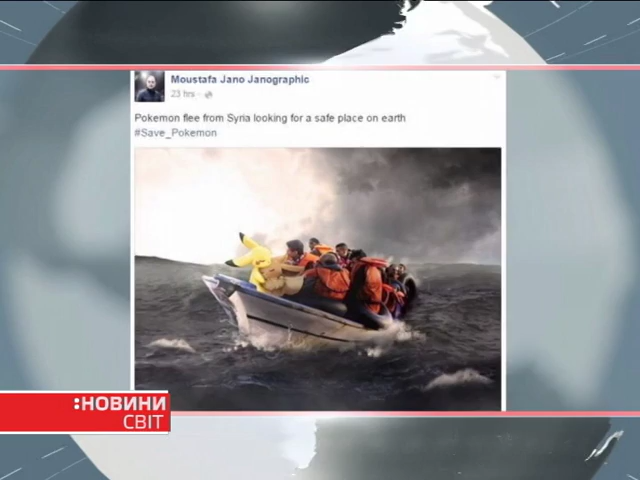 Moustafa Jano Janographic
23 hrs ·
Pokemon flee from Syria looking for a safe place on earth
#Save_Pokemon
:НОВИНИ
СВІТ